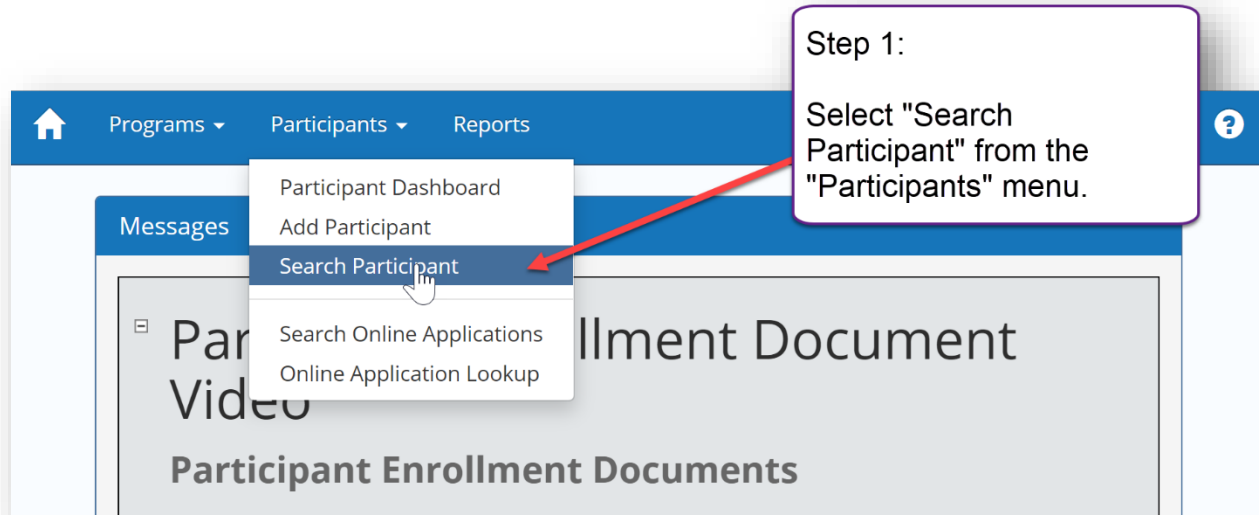 Step 1:
Select "Search
Participant" from the
"Participants" menu.
Programs Participants Reports
Participant Dashboard
Add Participant
Search Participant
Search Online Applications
Online Application Lookup
Messages
Par llment Document
Video
Participant Enrollment Documents